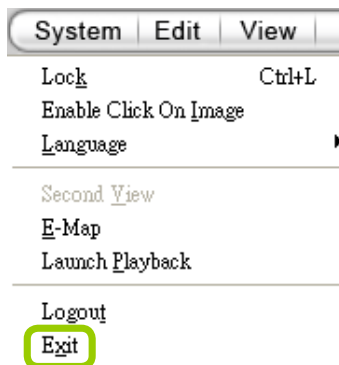 System Edit View
Lock Ctrl+L
Enable Click On Image
Language
Second View
E-Map
Launch Playback
Logout
Exit